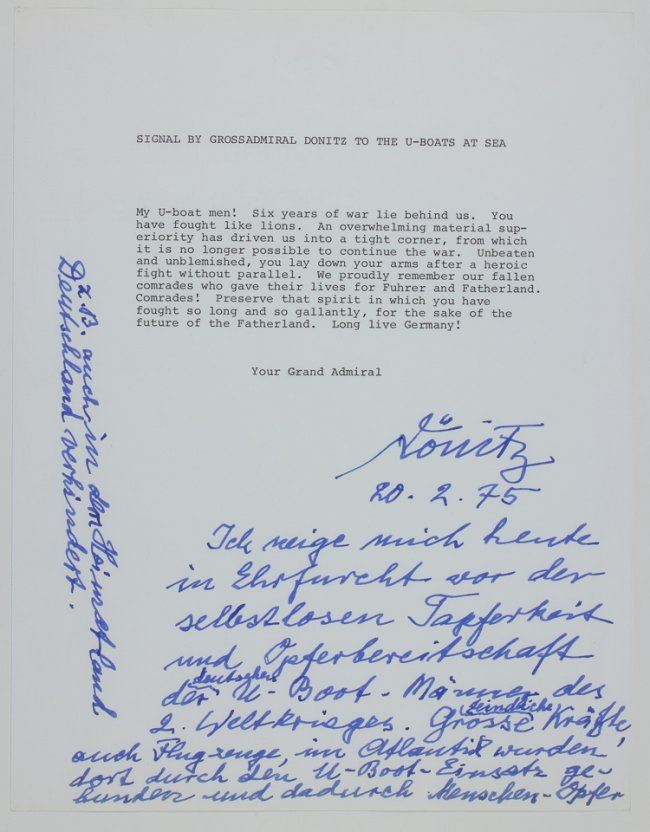 SIGNAL BY GROSSADMIRAL DONITZ TO THE U-BOATS AT SEA
My U-boat men! Six years of war lie behind us. You
have fought like lions. An overwhelming material sup-
eriority has driven us into a tight corner, from which
it is no longer possible to continue the war. Unbeaten
and unblemished, you lay down your arms after a heroic
fight without parallel. We proudly remember our fallen
comrades who gave their lives for Fuhrer and Fatherland.
Comrades! Preserve that spirit in which you have
fought so long and so gallantly, for the sake of the
future of the Fatherland. Long live Germany!
Your Grand Admiral
Dönitz
20.2.75
Ich neige mich heute
in Ehrfurcht vor der
selbstlosen Tapferkeit
und Opferbereitschaft
deutschen
der U-Boot-Männer des
feindliche
2. Weltkrieges. Grosse Kräfte,
auch Flugzeuge, im Atlantik wurden
dort durch den U-Boot-Einsatz ge-
bunden und dadurch Menschen-Opfer
z.B. auch in dem Heimatland
Deutschland verhindert.